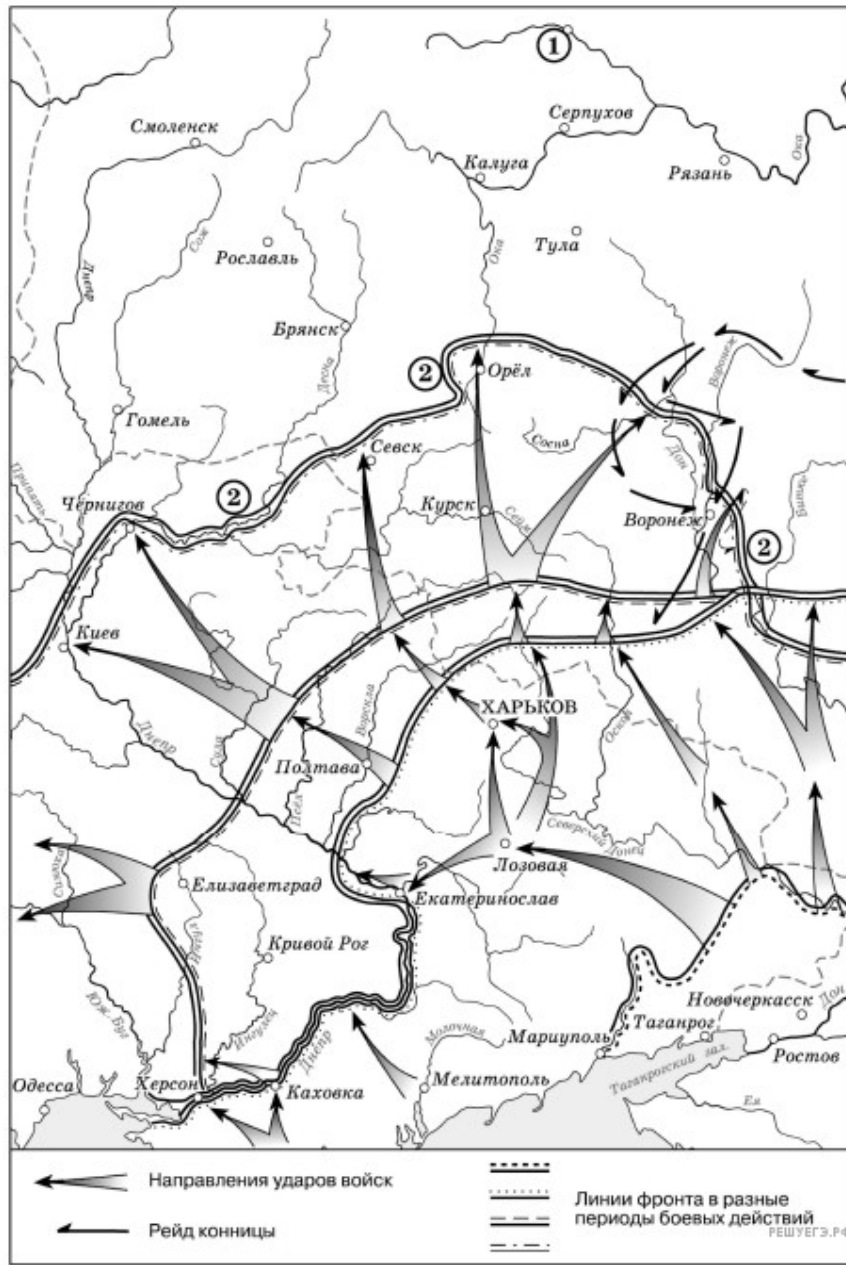 1
Смоленск
Серпухов
Калуга
Рязань
Ока
Рославль
Сож
Днепр
Тула
Ока
Брянск
Десна
Воронеж
2
Орёл
Гомель
Севск
Сосна
Дон
Припять
Чернигов
2
Курск
Сейм
Воронеж
2
Киев
Днепр
Сула
Псёл
Ворскла
ХАРЬКОВ
Оскол
Полтава
Северский Донец
Лозовая
Елизаветград
Екатеринослав
Ингул
Кривой Рог
Юж. Буг
Ингулец
Днепр
Молочная
Новочеркасск
Дон
Мариуполь
Таганрог
Ростов
Таганрогский зал.
Одесса
Херсон
Каховка
Мелитополь
Ея
Направления ударов войск
Рейд конницы
Линии фронта в разные
периоды боевых действий
РЕШУЕГЭ.РФ